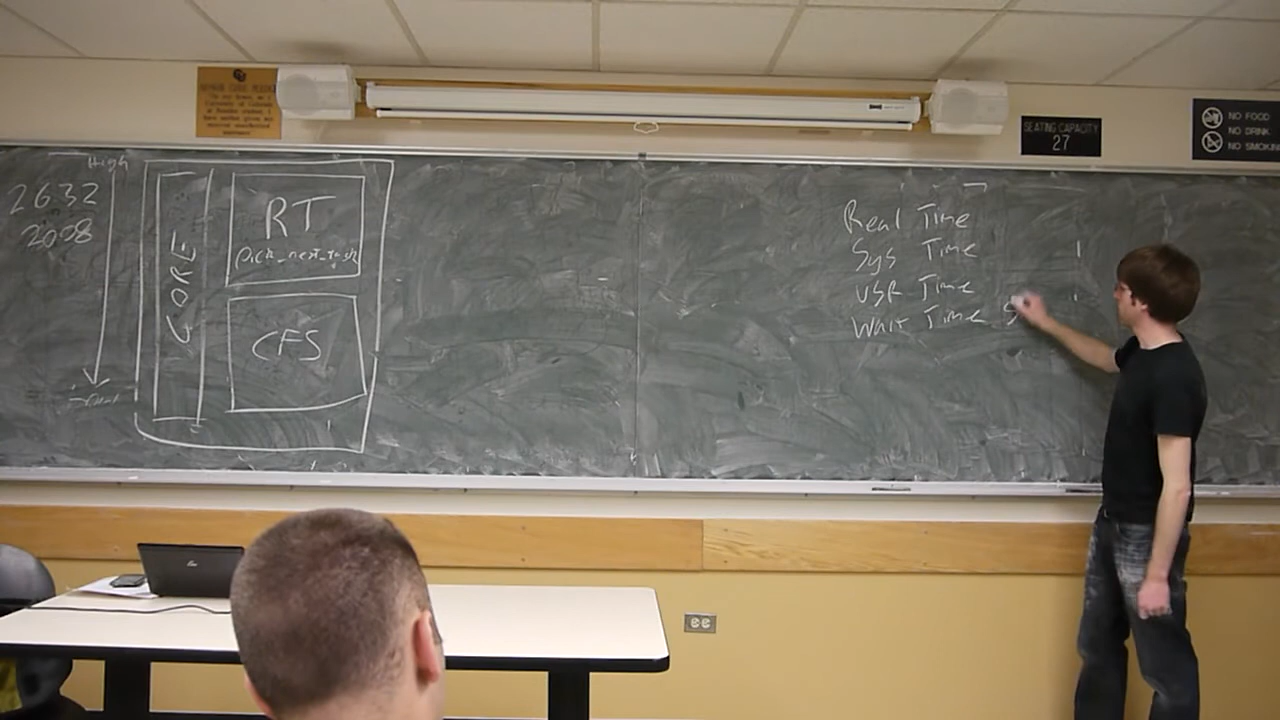 High
2632
2008
CORE
RT
pick_next_task
CFS
Real Time
Sys Time
USR Time
Wait Time
SEATING CAPACITY
27
NO FOOD
NO DRINK
NO SMOKING